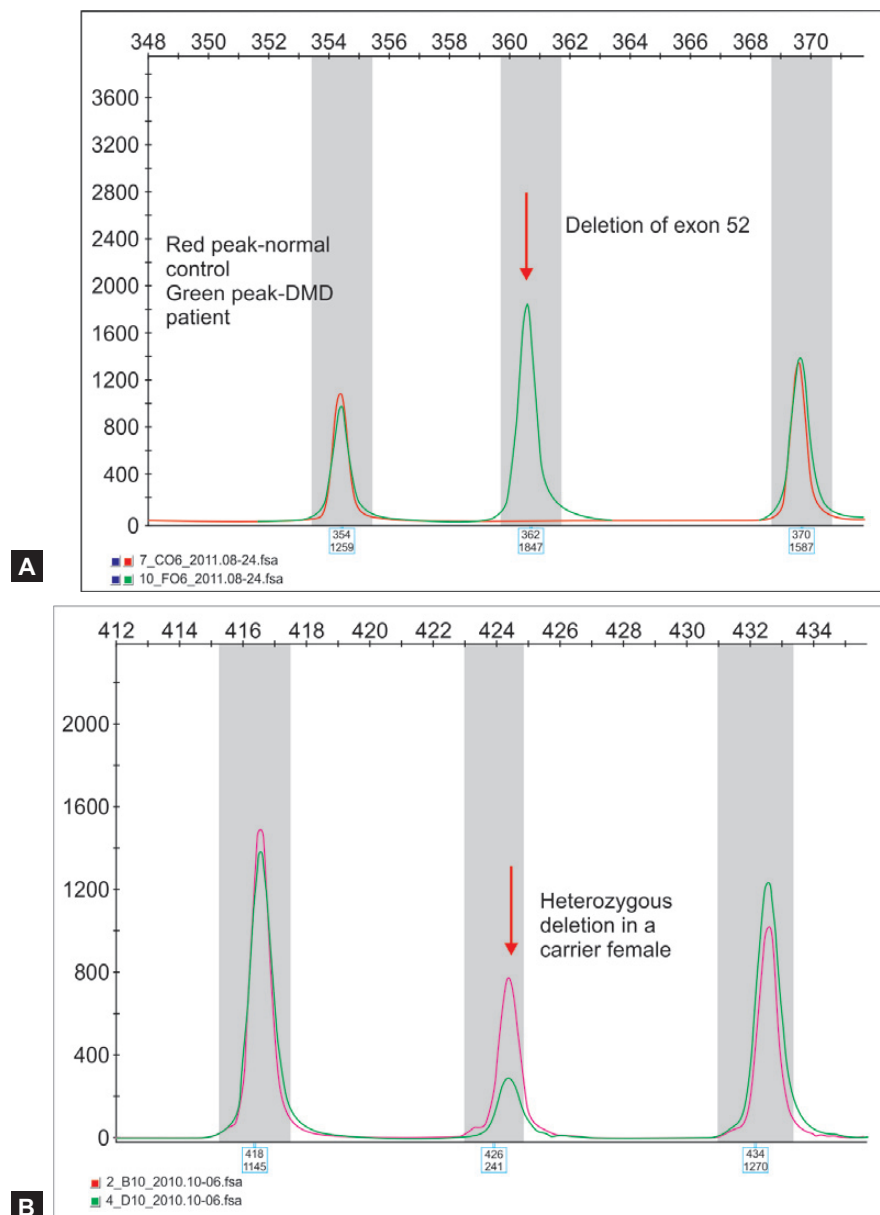 348 350 352 354 356 358 360 362 364 366 368 370
3600
3200
2800
2400
2000
1600
1200
800
400
0
Red peak-normal
control
Green peak-DMD
patient
Deletion of exon 52
354
1259
362
1847
370
1587
7_CO6_2011.08-24.fsa
10_FO6_2011.08-24.fsa
A
412 414 416 418 420 422 424 426 428 430 432 434
2000
1600
1200
800
400
0
Heterozygous
deletion in a
carrier female
418
1145
426
241
434
1270
2_B10_2010.10-06.fsa
4_D10_2010.10-06.fsa
B